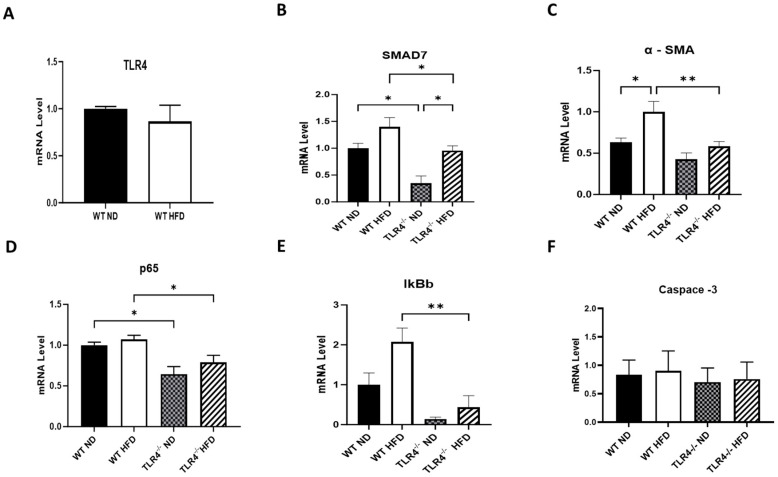 A
TLR4
mRNA Level
1.5
1.0
0.5
0.0
WT ND
WT HFD
B
SMAD7
*
*
*
mRNA Level
2.0
1.5
1.0
0.5
0.0
WT ND
WT HFD
TLR4⁻/⁻ ND
TLR4⁻/⁻ HFD
C
α - SMA
*
**
mRNA Level
1.5
1.0
0.5
0.0
WT ND
WT HFD
TLR4⁻/⁻ ND
TLR4⁻/⁻ HFD
D
p65
*
*
mRNA Level
1.5
1.0
0.5
0.0
WT ND
WT HFD
TLR4⁻/⁻ ND
TLR4⁻/⁻HFD
E
IkBb
**
mRNA Level
3
2
1
0
WT ND
WT HFD
TLR4⁻/⁻ ND
TLR4⁻/⁻ HFD
F
Caspace -3
mRNA Level
2.0
1.5
1.0
0.5
0.0
WT ND
WT HFD
TLR4-/- ND
TLR4-/- HFD